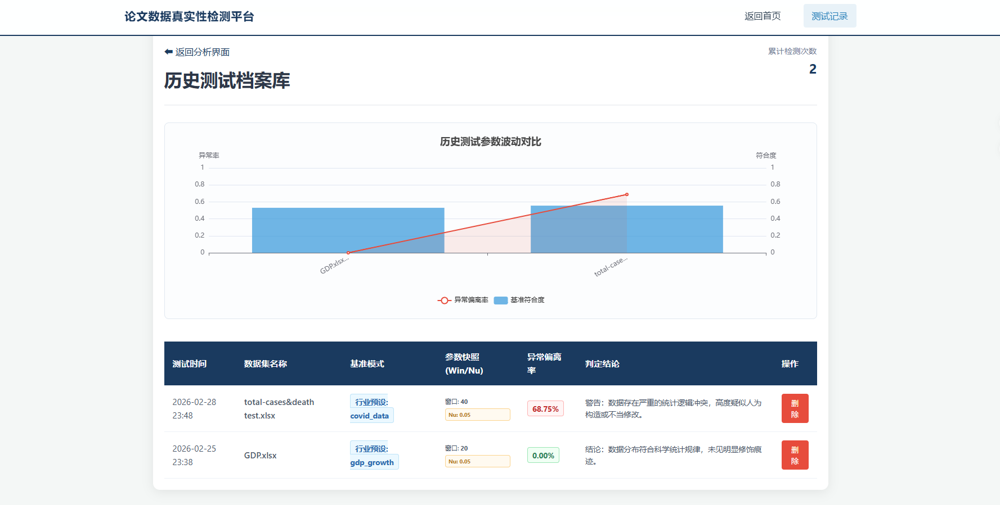 论文数据真实性检测平台
返回首页
测试记录
⬅ 返回分析界面
累计检测次数
2
历史测试档案库
历史测试参数波动对比
异常率
符合度
1
0.8
0.6
0.4
0.2
0
1
0.8
0.6
0.4
0.2
0
GDP.xlsx...
total-case...
异常偏离率
基准符合度
测试时间
数据集名称
基准模式
参数快照
(Win/Nu)
异常偏离
率
判定结论
操作
2026-02-28
23:48
total-cases&death
test.xlsx
行业预设:
covid_data
窗口: 40
Nu: 0.05
68.75%
警告：数据存在严重的统计逻辑冲突，高度疑似人为
构造或不当修改。
删
除
2026-02-25
23:38
GDP.xlsx
行业预设:
gdp_growth
窗口: 20
Nu: 0.05
0.00%
结论：数据分布符合科学统计规律，未见明显修饰痕
迹。
删
除